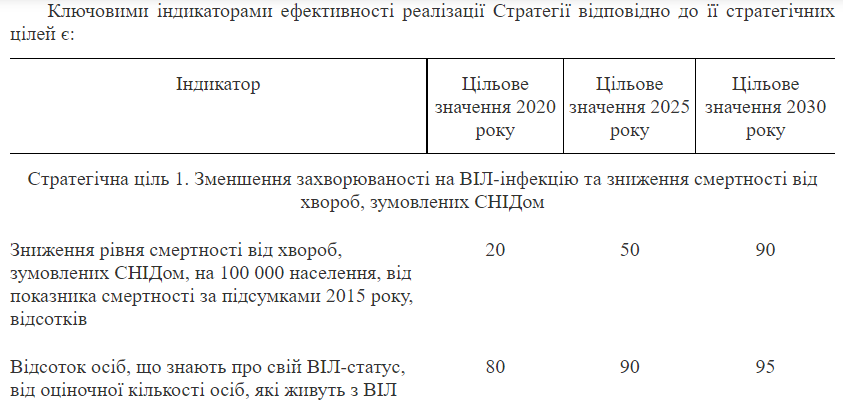 Ключовими індикаторами ефективності реалізації Стратегії відповідно до її стратегічних
цілей є:
Індикатор
Цільове
значення 2020
року
Цільове
значення 2025
року
Цільове
значення 2030
року
Стратегічна ціль 1. Зменшення захворюваності на ВІЛ-інфекцію та зниження смертності від
хвороб, зумовлених СНІДом
Зниження рівня смертності від хвороб,
зумовлених СНІДом, на 100 000 населення, від
показника смертності за підсумками 2015 року,
відсотків
20
50
90
Відсоток осіб, що знають про свій ВІЛ-статус,
від оціночної кількості осіб, які живуть з ВІЛ
80
90
95